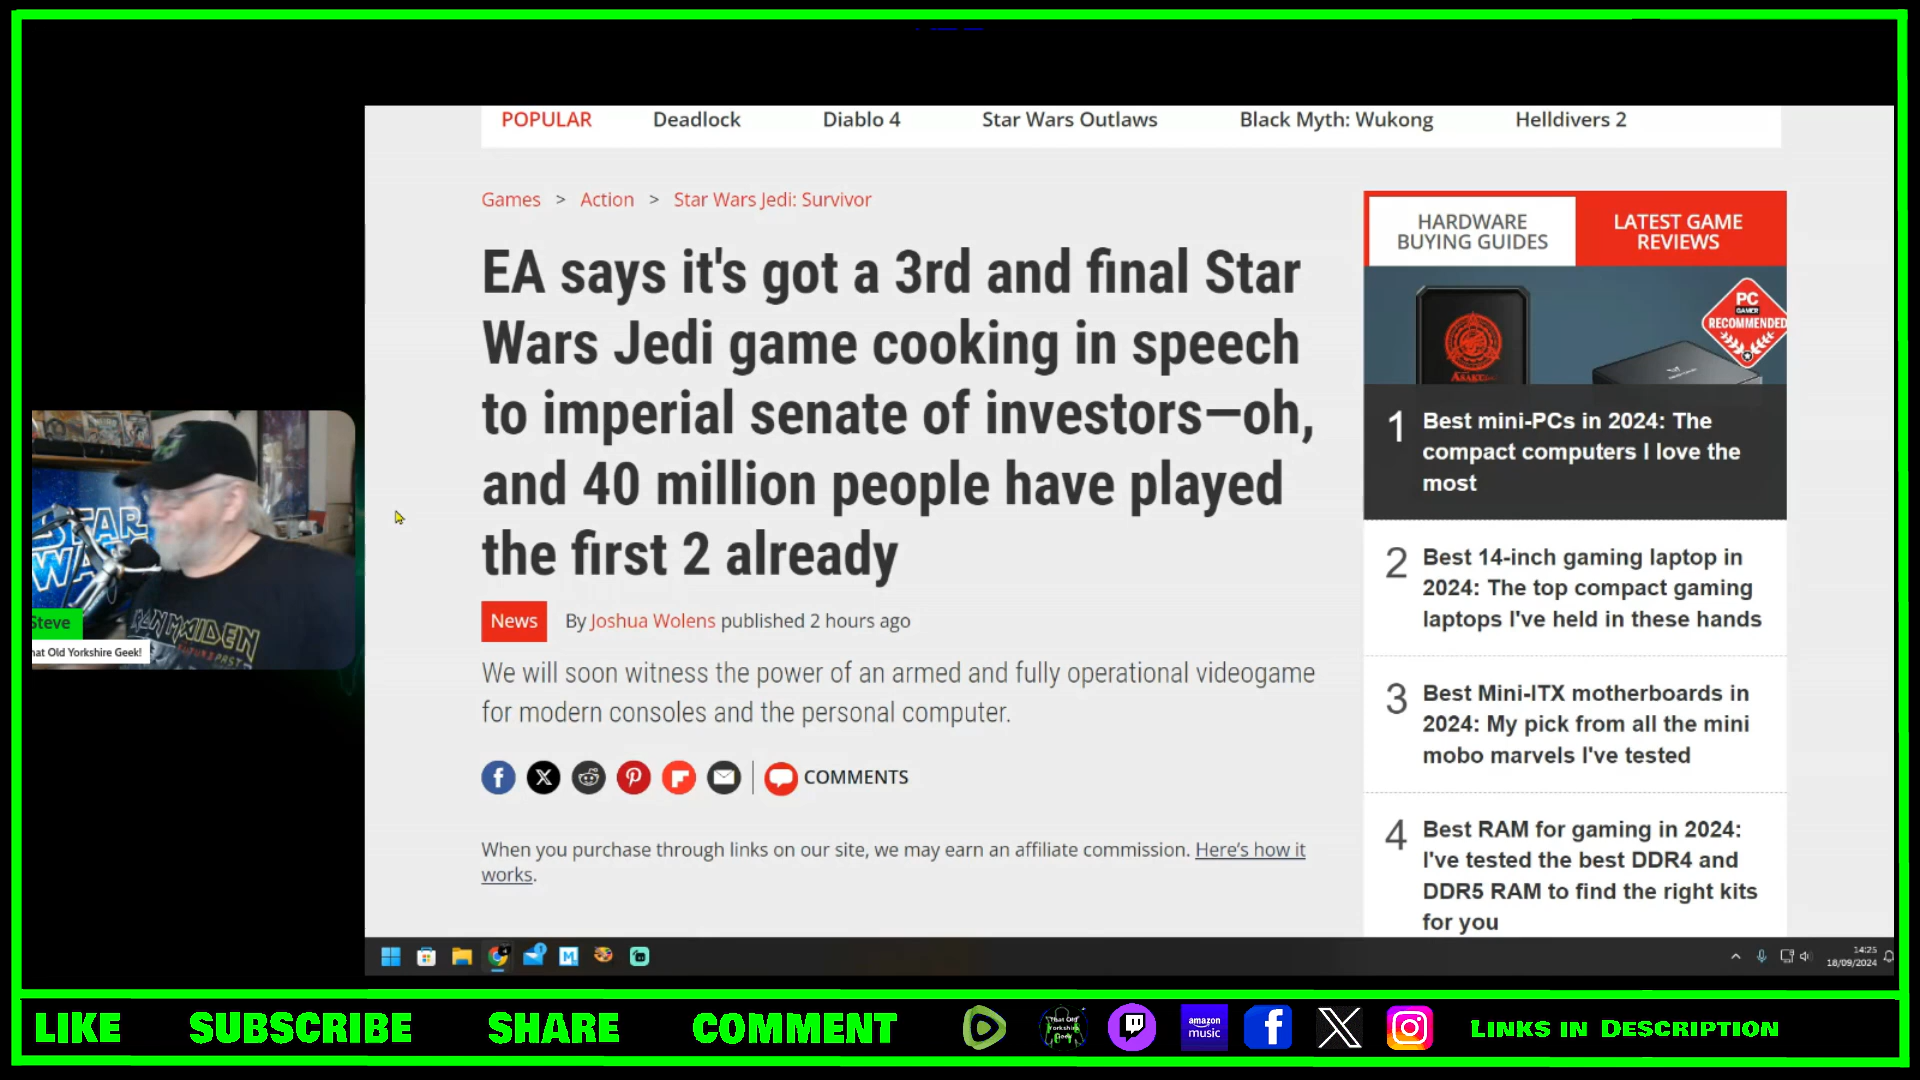 POPULAR Deadlock Diablo 4 Star Wars Outlaws Black Myth: Wukong Helldivers 2
Games > Action > Star Wars Jedi: Survivor
EA says it's got a 3rd and final Star
Wars Jedi game cooking in speech
to imperial senate of investors—oh,
and 40 million people have played
the first 2 already
News By Joshua Wolens published 2 hours ago
We will soon witness the power of an armed and fully operational videogame
for modern consoles and the personal computer.
COMMENTS
When you purchase through links on our site, we may earn an affiliate commission. Here's how it
works.
HARDWARE
BUYING GUIDES
LATEST GAME
REVIEWS
PC
GAMER
RECOMMENDED
1 Best mini-PCs in 2024: The
compact computers I love the
most
2 Best 14-inch gaming laptop in
2024: The top compact gaming
laptops I've held in these hands
3 Best Mini-ITX motherboards in
2024: My pick from all the mini
mobo marvels I've tested
4 Best RAM for gaming in 2024:
I've tested the best DDR4 and
DDR5 RAM to find the right kits
for you
STAR
WA
IRON MAIDEN
Steve
hat Old Yorkshire Geek!
14:25
18/09/2024
LIKE SUBSCRIBE SHARE COMMENT
That Old
Yorkshire
Geek
amazon
music
LINKS IN DESCRIPTION